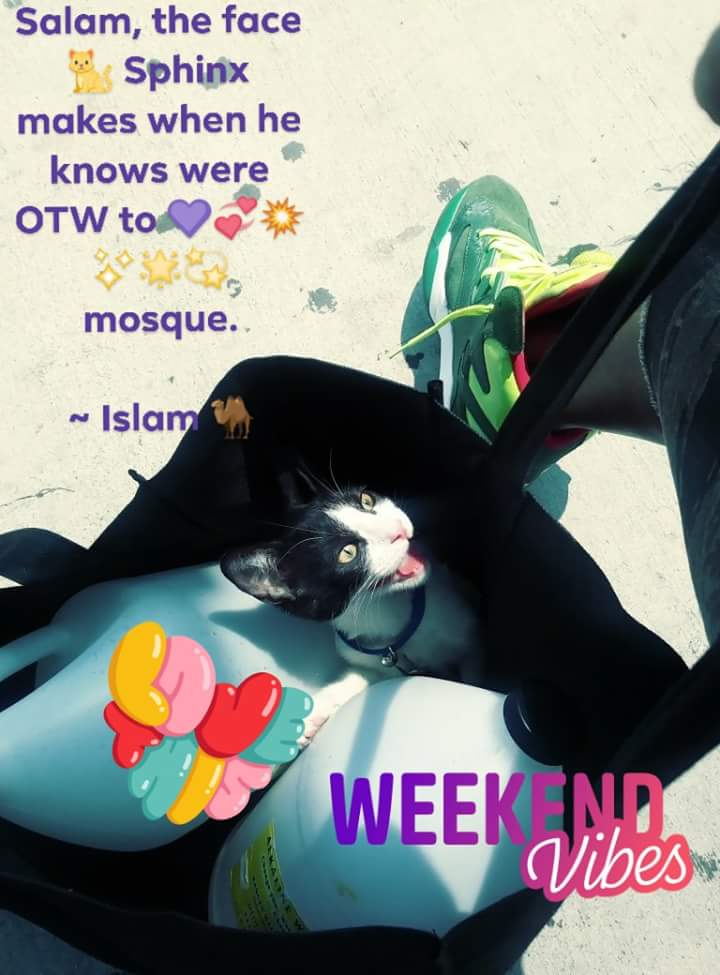 Salam, the face
🐈 Sphinx
makes when he
knows were
OTW to 💜💞💥
✨🌟💫
mosque.
~ Islam 🐪
WEEKEND
Vibes